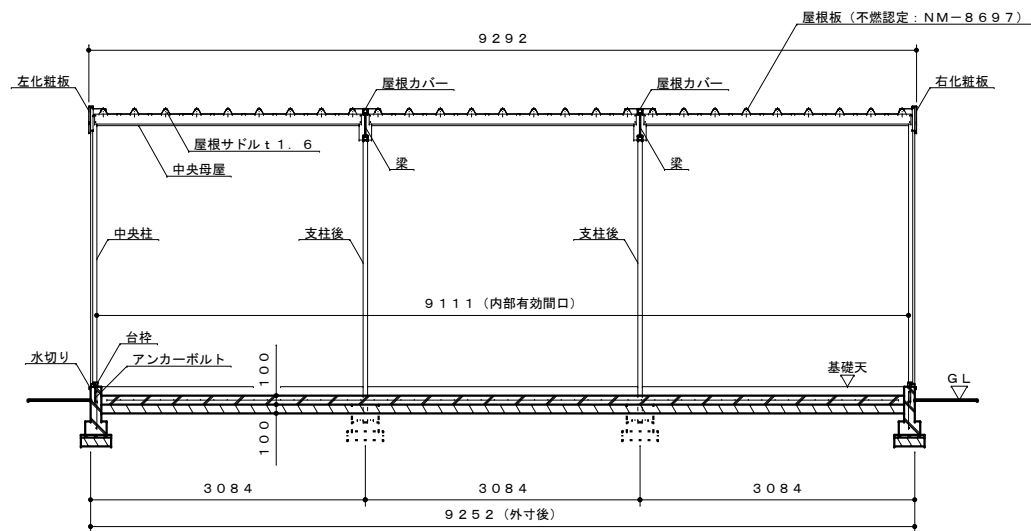 屋根板（不燃認定：ＮＭ－８６９７）
９２９２
左化粧板
屋根カバー
屋根カバー
右化粧板
屋根サドルｔ１．６
中央母屋
梁
梁
中央柱
支柱後
支柱後
９１１１（内部有効間口）
台枠
水切り
アンカーボルト
１００
基礎天
ＧＬ
１００
３０８４
３０８４
３０８４
９２５２（外寸後）